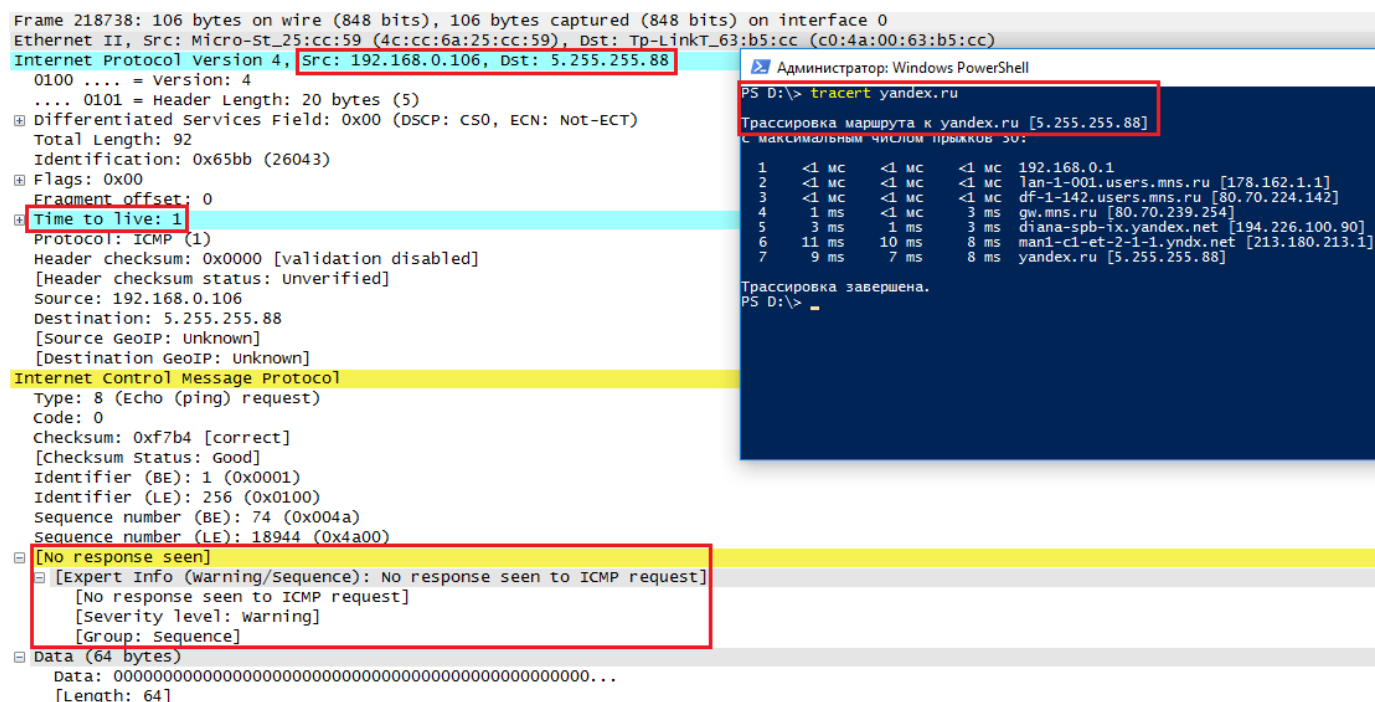 Frame 218738: 106 bytes on wire (848 bits), 106 bytes captured (848 bits) on interface 0
Ethernet II, Src: Micro-St_25:cc:59 (4c:cc:6a:25:cc:59), Dst: Tp-LinkT_63:b5:cc (c0:4a:00:63:b5:cc)
Internet Protocol Version 4, Src: 192.168.0.106, Dst: 5.255.255.88
0100 .... = Version: 4
.... 0101 = Header Length: 20 bytes (5)
Differentiated Services Field: 0x00 (DSCP: CS0, ECN: Not-ECT)
Total Length: 92
Identification: 0x65bb (26043)
Flags: 0x00
Fragment offset: 0
Time to live: 1
Protocol: ICMP (1)
Header checksum: 0x0000 [validation disabled]
[Header checksum status: Unverified]
Source: 192.168.0.106
Destination: 5.255.255.88
[Source GeoIP: Unknown]
[Destination GeoIP: Unknown]
Internet Control Message Protocol
Type: 8 (Echo (ping) request)
Code: 0
Checksum: 0xf7b4 [correct]
[Checksum Status: Good]
Identifier (BE): 1 (0x0001)
Identifier (LE): 256 (0x0100)
Sequence number (BE): 74 (0x004a)
Sequence number (LE): 18944 (0x4a00)
[No response seen]
[Expert Info (Warning/Sequence): No response seen to ICMP request]
[No response seen to ICMP request]
[Severity level: Warning]
[Group: Sequence]
Data (64 bytes)
Data: 000000000000000000000000000000000000000000000000...
[Length: 64]
Администратор: Windows PowerShell
PS D:\> tracert yandex.ru
Трассировка маршрута к yandex.ru [5.255.255.88]
с максимальным числом прыжков 30:
1 <1 мс <1 мс <1 мс 192.168.0.1
2 <1 мс <1 мс <1 мс lan-1-001.users.mns.ru [178.162.1.1]
3 <1 мс <1 мс <1 мс df-1-142.users.mns.ru [80.70.224.142]
4 1 ms <1 мс 3 ms gw.mns.ru [80.70.239.254]
5 3 ms 1 ms 3 ms diana-spb-ix.yandex.net [194.226.100.90]
6 11 ms 10 ms 8 ms man1-c1-et-2-1-1.yndx.net [213.180.213.1]
7 9 ms 7 ms 8 ms yandex.ru [5.255.255.88]
Трассировка завершена.
PS D:\> _